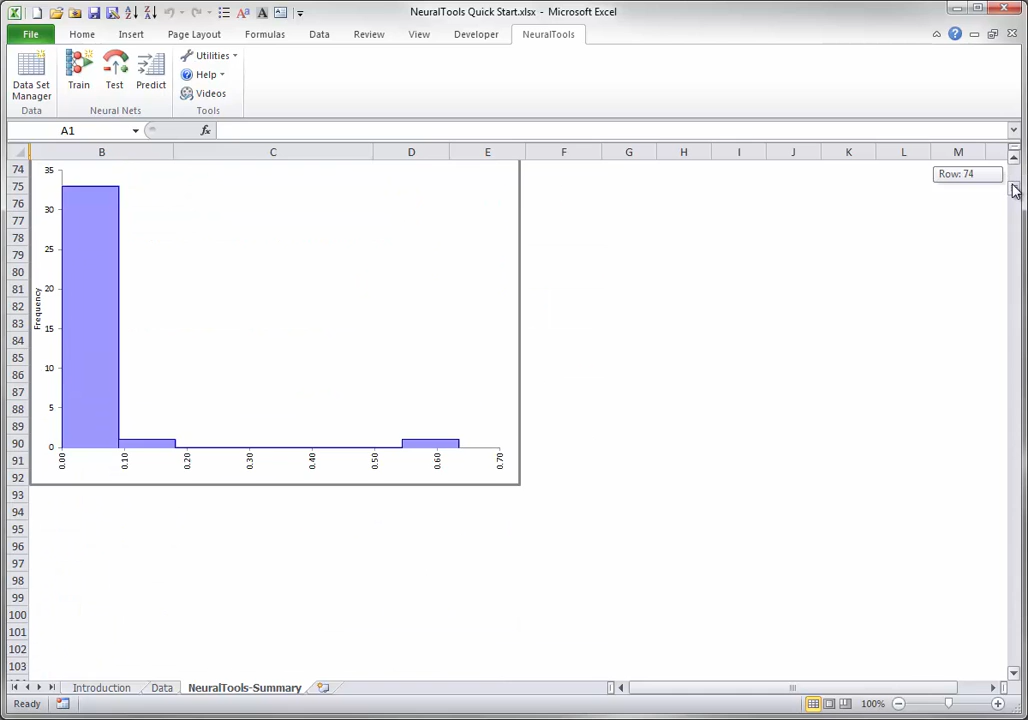 NeuralTools Quick Start.xlsx - Microsoft Excel
File Home Insert Page Layout Formulas Data Review View Developer NeuralTools
Data Set Manager
Train Test Predict
Utilities
Help
Videos
Data Neural Nets Tools
A1 fx
B C D E F G H I J K L M
Row: 74
74
75
76
77
78
79
80
81
82
83
84
85
86
87
88
89
90
91
92
93
94
95
96
97
98
99
100
101
102
103
35
30
25
20
15
10
5
0
Frequency
0.00 0.10 0.20 0.30 0.40 0.50 0.60 0.70
Introduction Data NeuralTools-Summary
Ready 100%